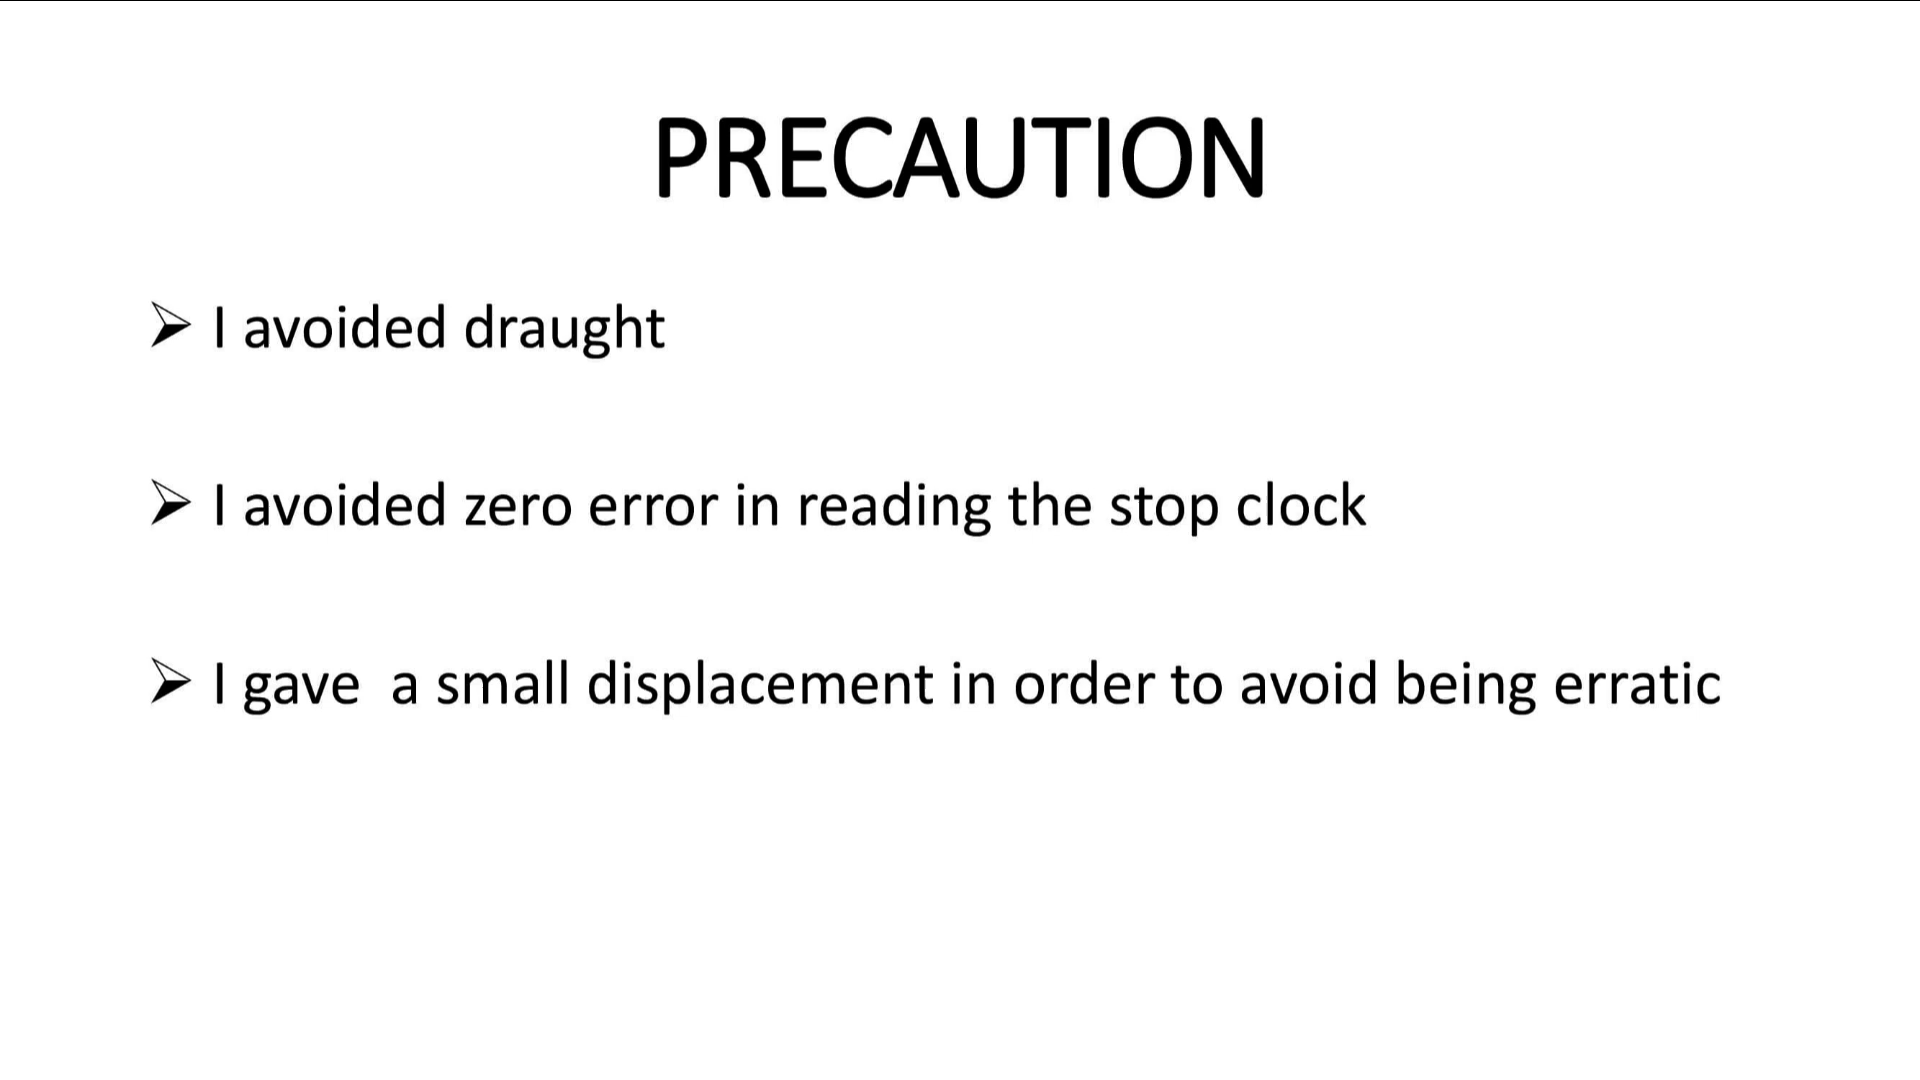 PRECAUTION
➢ I avoided draught
➢ I avoided zero error in reading the stop clock
➢ I gave  a small displacement in order to avoid being erratic